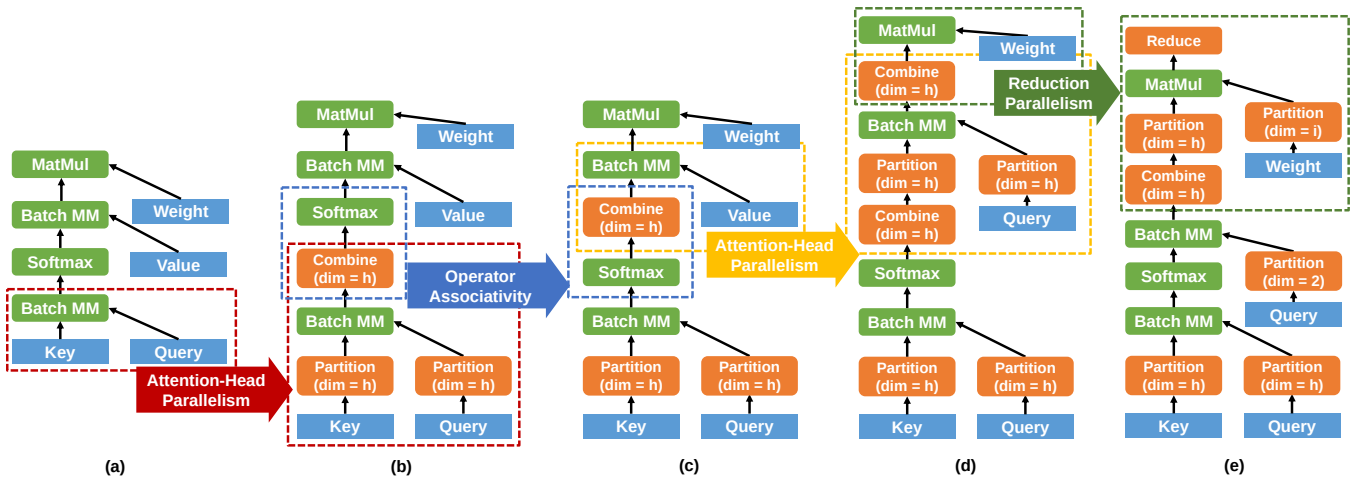 MatMul
Weight
Batch MM
Value
Softmax
Batch MM
Key
Query
(a)
Attention-Head
Parallelism
MatMul
Weight
Batch MM
Value
Softmax
Combine
(dim = h)
Batch MM
Partition
(dim = h)
Partition
(dim = h)
Key
Query
(b)
Operator
Associativity
MatMul
Weight
Batch MM
Value
Combine
(dim = h)
Softmax
Batch MM
Partition
(dim = h)
Partition
(dim = h)
Key
Query
(c)
Attention-Head
Parallelism
MatMul
Weight
Combine
(dim = h)
Batch MM
Partition
(dim = h)
Partition
(dim = h)
Query
Combine
(dim = h)
Softmax
Batch MM
Partition
(dim = h)
Partition
(dim = h)
Key
Query
(d)
Reduction
Parallelism
Reduce
MatMul
Partition
(dim = h)
Partition
(dim = i)
Weight
Combine
(dim = h)
Batch MM
Partition
(dim = 2)
Query
Softmax
Batch MM
Partition
(dim = h)
Partition
(dim = h)
Key
Query
(e)